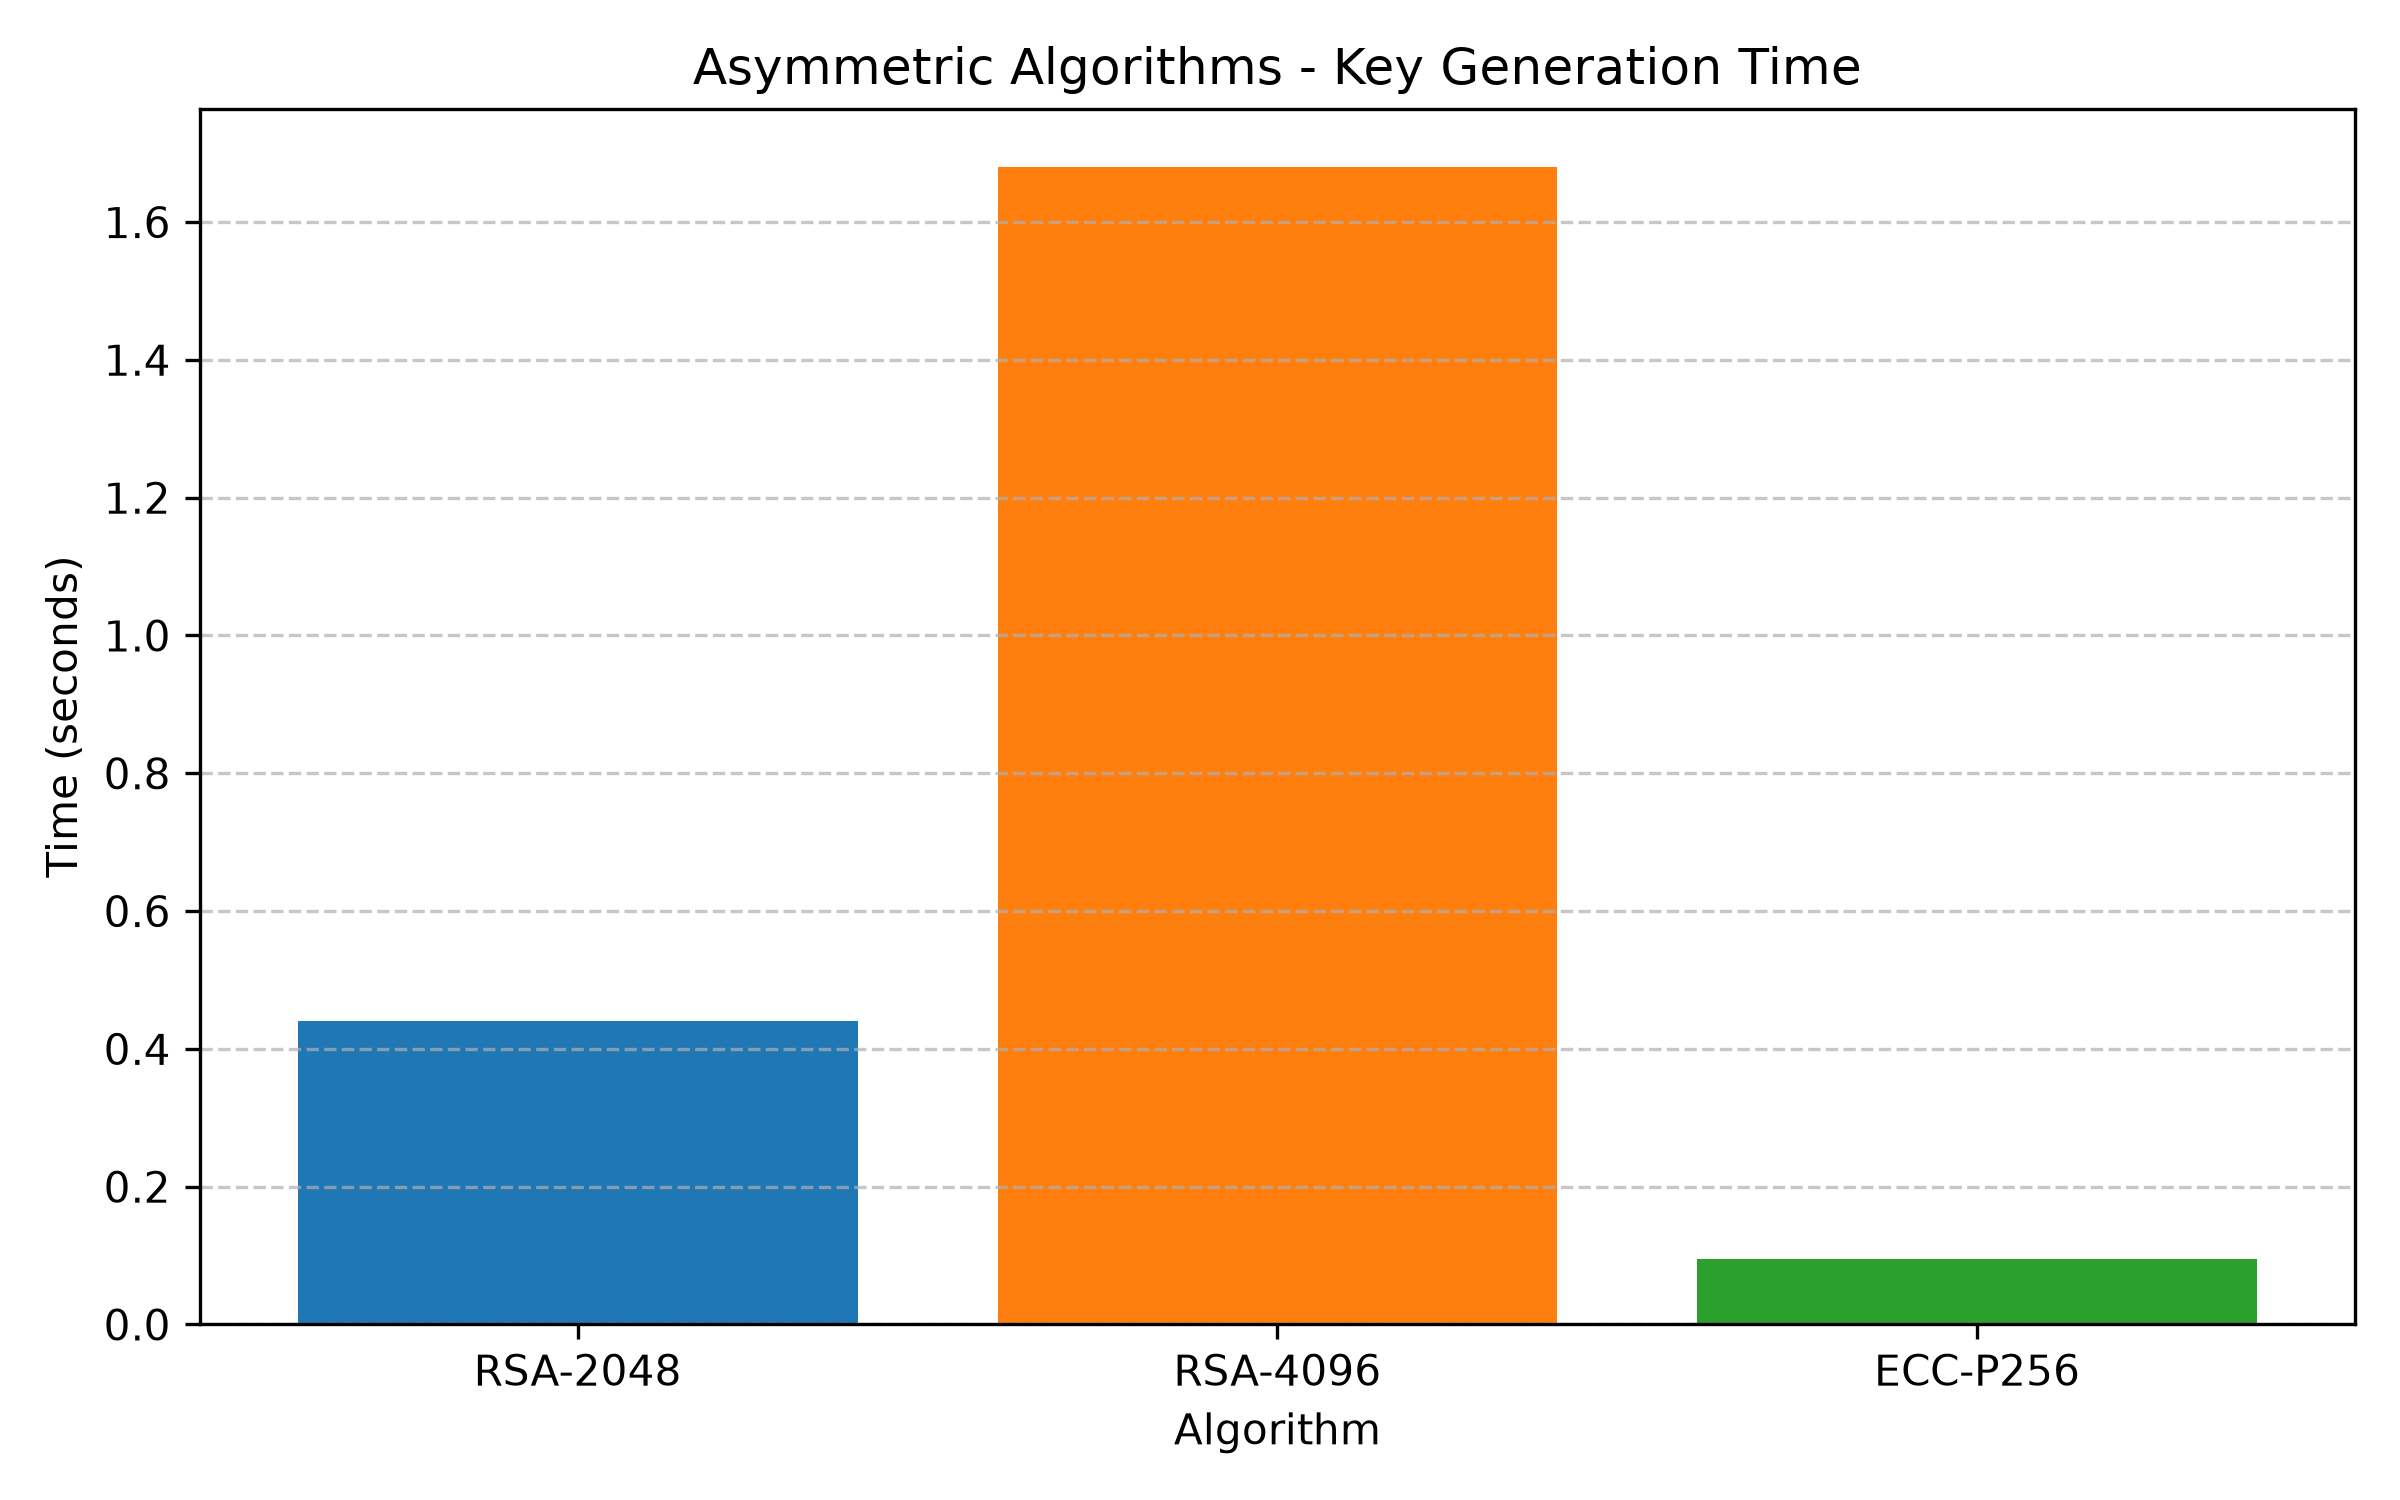 Asymmetric Algorithms - Key Generation Time
Time (seconds)
1.6
1.4
1.2
1.0
0.8
0.6
0.4
0.2
0.0
RSA-2048
RSA-4096
ECC-P256
Algorithm